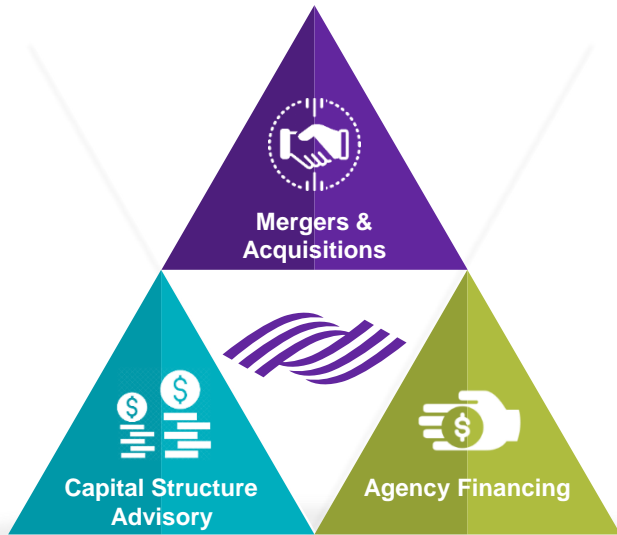 Mergers &
Acquisitions
$
$
$
Capital Structure
Advisory
Agency Financing